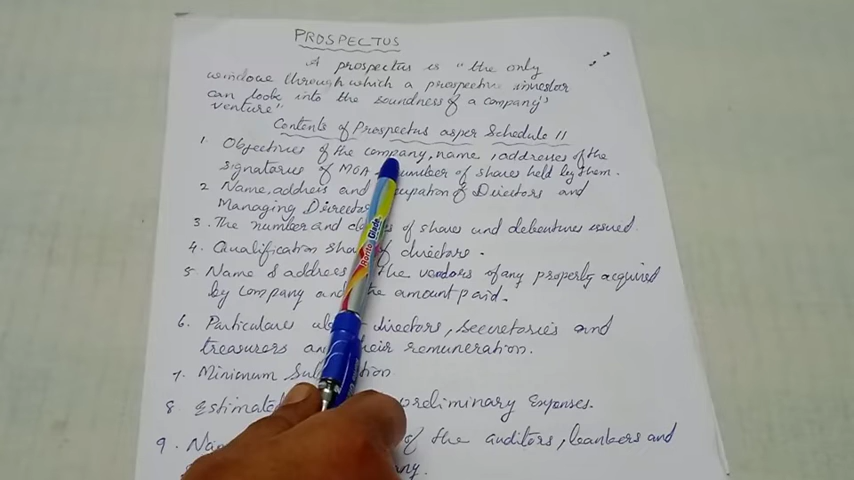 PROSPECTUS
A prospectus is "the only
window through which a prospective investor
can look into the soundness of a company's
venture"
Contents of Prospectus as per Schedule II
1. Objectives of the company, name, addresses of the
signatories of MOA number of shares held by them.
2. Name, address and of Directors and
Managing Director
3. The number and of shares and debentures issued.
4. Qualification directors.
5. Name & address the vendors of any property acquired
by company and the amount paid.
6. Particulars directors, secretories and
treasurers and their remuneration.
7. Minimum
8 preliminary Expenses.
9. of the auditors, bankers and